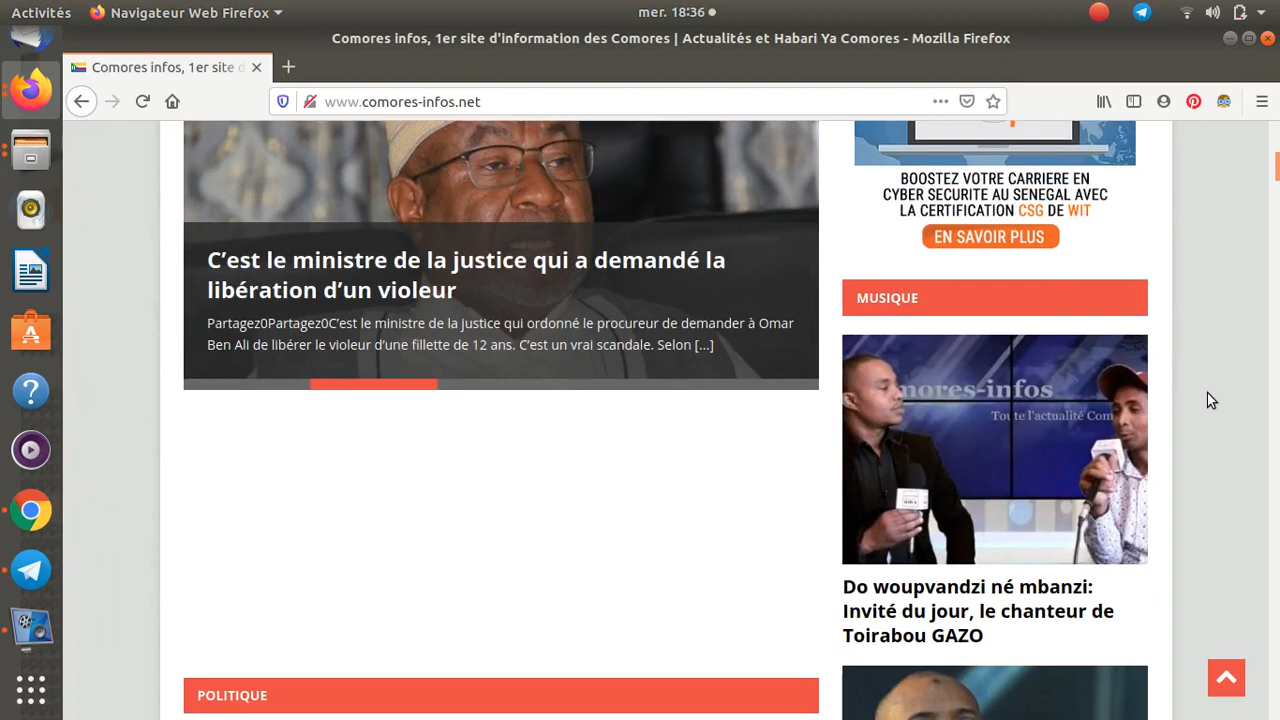 Activités
Navigateur Web Firefox
mer. 18:36
Comores infos, 1er site d'information des Comores | Actualités et Habari Ya Comores - Mozilla Firefox
Comores infos, 1er site d
www.comores-infos.net
C’est le ministre de la justice qui a demandé la
libération d’un violeur
Partagez0Partagez0C’est le ministre de la justice qui ordonné le procureur de demander à Omar
Ben Ali de libérer le violeur d’une fillette de 12 ans. C’est un vrai scandale. Selon [...]
POLITIQUE
BOOSTEZ VOTRE CARRIERE EN
CYBER SECURITE AU SENEGAL AVEC
LA CERTIFICATION CSG DE WIT
EN SAVOIR PLUS
MUSIQUE
mores-infos
Toute l'actualité Com
Do woupvandzi né mbanzi:
Invité du jour, le chanteur de
Toirabou GAZO